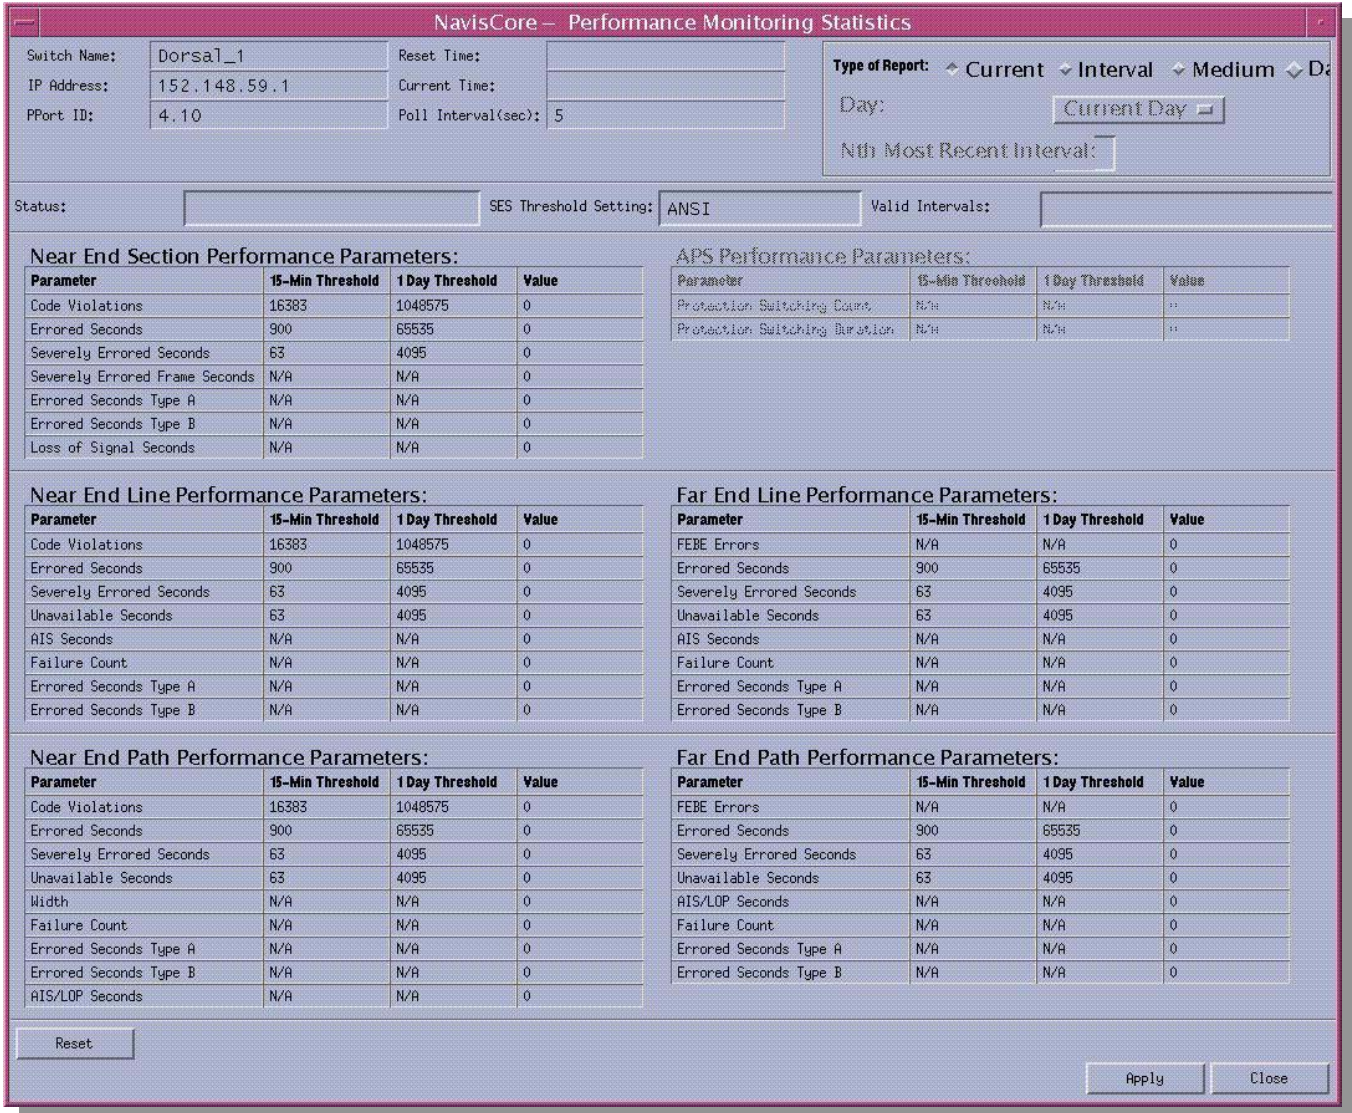 NavisCore — Performance Monitoring Statistics
Switch Name: Dorsal_1 Reset Time:
IP Address: 152.148.59.1 Current Time:
PPort ID: 4.10 Poll Interval(sec): 5
Type of Report: Current Interval Medium Da
Day: Current Day
Nth Most Recent Interval:
Status: SES Threshold Setting: ANSI Valid Intervals:
Near End Section Performance Parameters:
Parameter 15-Min Threshold 1 Day Threshold Value
Code Violations 16383 1048575 0
Errored Seconds 900 65535 0
Severely Errored Seconds 63 4095 0
Severely Errored Frame Seconds N/A N/A 0
Errored Seconds Type A N/A N/A 0
Errored Seconds Type B N/A N/A 0
Loss of Signal Seconds N/A N/A 0
APS Performance Parameters:
Parameter 15-Min Threshold 1 Day Threshold Value
Protection Switching Count N/A N/A
Protection Switching Duration N/A N/A
Near End Line Performance Parameters:
Parameter 15-Min Threshold 1 Day Threshold Value
Code Violations 16383 1048575 0
Errored Seconds 900 65535 0
Severely Errored Seconds 63 4095 0
Unavailable Seconds 63 4095 0
AIS Seconds N/A N/A 0
Failure Count N/A N/A 0
Errored Seconds Type A N/A N/A 0
Errored Seconds Type B N/A N/A 0
Far End Line Performance Parameters:
Parameter 15-Min Threshold 1 Day Threshold Value
FEBE Errors N/A N/A 0
Errored Seconds 900 65535 0
Severely Errored Seconds 63 4095 0
Unavailable Seconds 63 4095 0
AIS Seconds N/A N/A 0
Failure Count N/A N/A 0
Errored Seconds Type A N/A N/A 0
Errored Seconds Type B N/A N/A 0
Near End Path Performance Parameters:
Parameter 15-Min Threshold 1 Day Threshold Value
Code Violations 16383 1048575 0
Errored Seconds 900 65535 0
Severely Errored Seconds 63 4095 0
Unavailable Seconds 63 4095 0
Width N/A N/A 0
Failure Count N/A N/A 0
Errored Seconds Type A N/A N/A 0
Errored Seconds Type B N/A N/A 0
AIS/LOP Seconds N/A N/A 0
Far End Path Performance Parameters:
Parameter 15-Min Threshold 1 Day Threshold Value
FEBE Errors N/A N/A 0
Errored Seconds 900 65535 0
Severely Errored Seconds 63 4095 0
Unavailable Seconds 63 4095 0
AIS/LOP Seconds N/A N/A 0
Failure Count N/A N/A 0
Errored Seconds Type A N/A N/A 0
Errored Seconds Type B N/A N/A 0
Reset
Apply Close